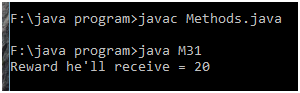 F:\java program>javac Methods.java
F:\java program>java M31
Reward he'll receive = 20